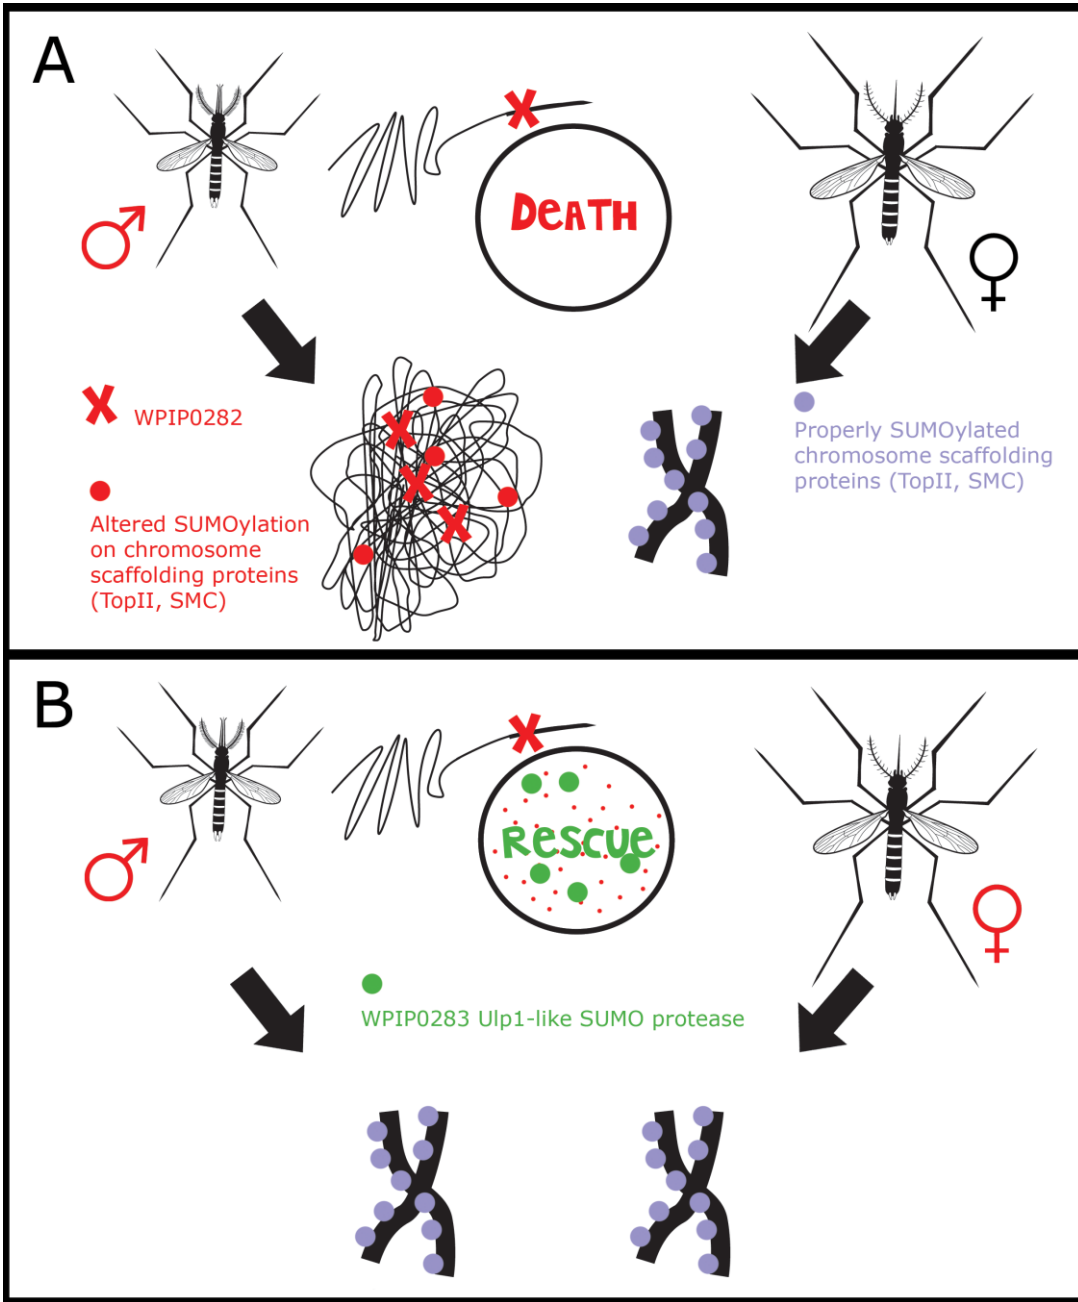 A
DEATH
WPIP0282
Altered SUMOylation
on chromosome
scaffolding proteins
(TopII, SMC)
Properly SUMOylated
chromosome scaffolding
proteins (TopII, SMC)
B
RESCUE
WPIP0283 Ulp1-like SUMO protease